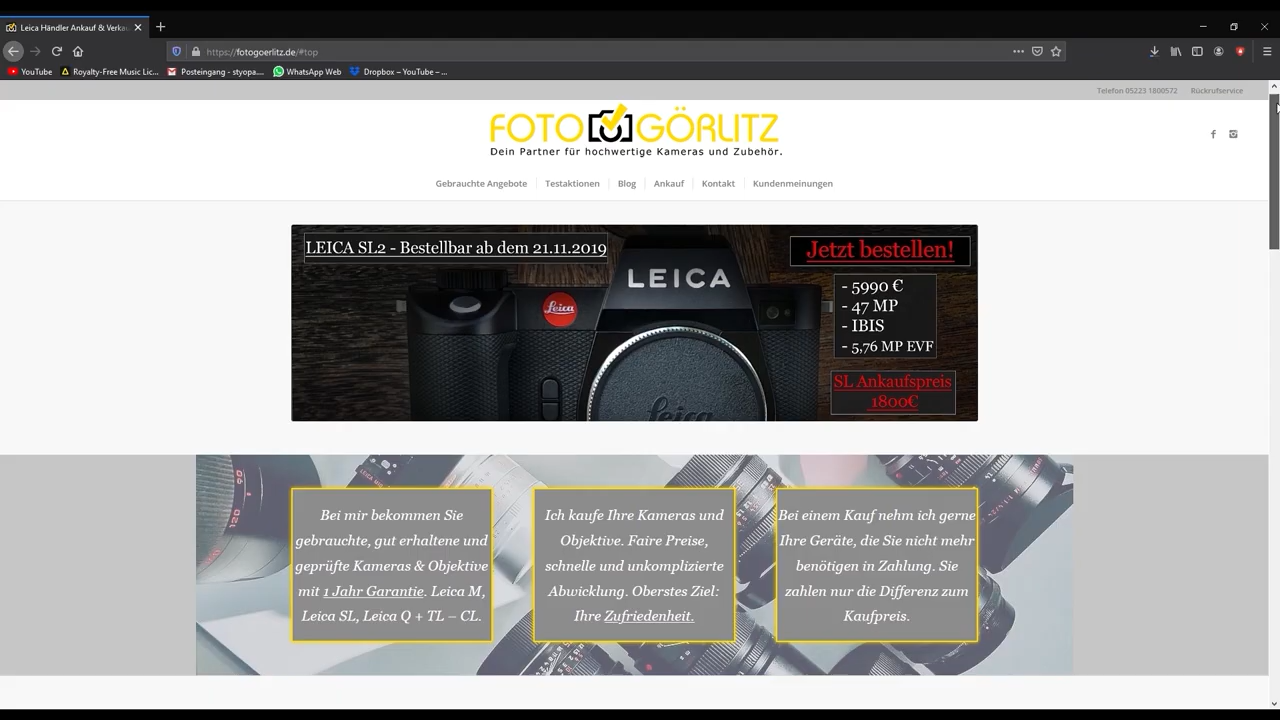 Leica Händler Ankauf & Verka
https://fotogoerlitz.de/#top
YouTube
Royalty-Free Music Lic...
Posteingang - styopa....
WhatsApp Web
Dropbox – YouTube – ...
Telefon 05223 1800572
Rückrufservice
FOTO GÖRLITZ
Dein Partner für hochwertige Kameras und Zubehör.
Gebrauchte Angebote
Testaktionen
Blog
Ankauf
Kontakt
Kundenmeinungen
LEICA SL2 - Bestellbar ab dem 21.11.2019
Jetzt bestellen!
LEICA
Leica
- 5990 €
- 47 MP
- IBIS
- 5,76 MP EVF
SL Ankaufspreis
1800€
Leica
Bei mir bekommen Sie
gebrauchte, gut erhaltene und
geprüfte Kameras & Objektive
mit 1 Jahr Garantie. Leica M,
Leica SL, Leica Q + TL – CL.
Ich kaufe Ihre Kameras und
Objektive. Faire Preise,
schnelle und unkomplizierte
Abwicklung. Oberstes Ziel:
Ihre Zufriedenheit.
Bei einem Kauf nehm ich gerne
Ihre Geräte, die Sie nicht mehr
benötigen in Zahlung. Sie
zahlen nur die Differenz zum
Kaufpreis.